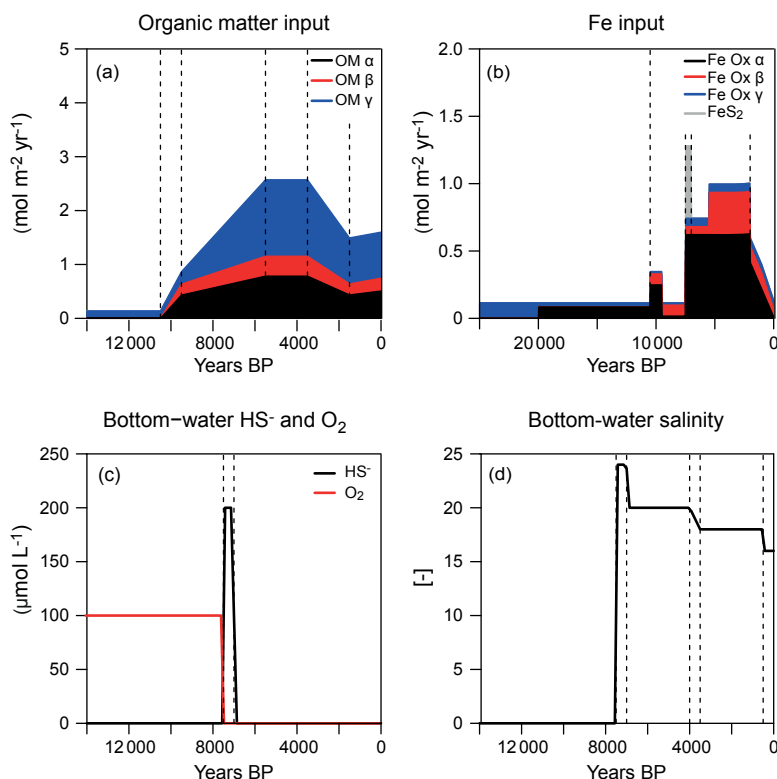 Organic matter input
(a)
OM α
OM β
OM γ
(mol m-2 yr-1)
5
4
3
2
1
0
12 000 8000 4000 0
Years BP
Fe input
(b)
Fe Ox α
Fe Ox β
Fe Ox γ
FeS2
(mol m-2 yr-1)
2.0
1.5
1.0
0.5
0
20 000 10 000 0
Years BP
Bottom−water HS- and O2
(c)
HS-
O2
(µmol L-1)
250
200
150
100
50
0
12 000 8000 4000 0
Years BP
Bottom-water salinity
(d)
[-]
25
20
15
10
5
0
12 000 8000 4000 0
Years BP